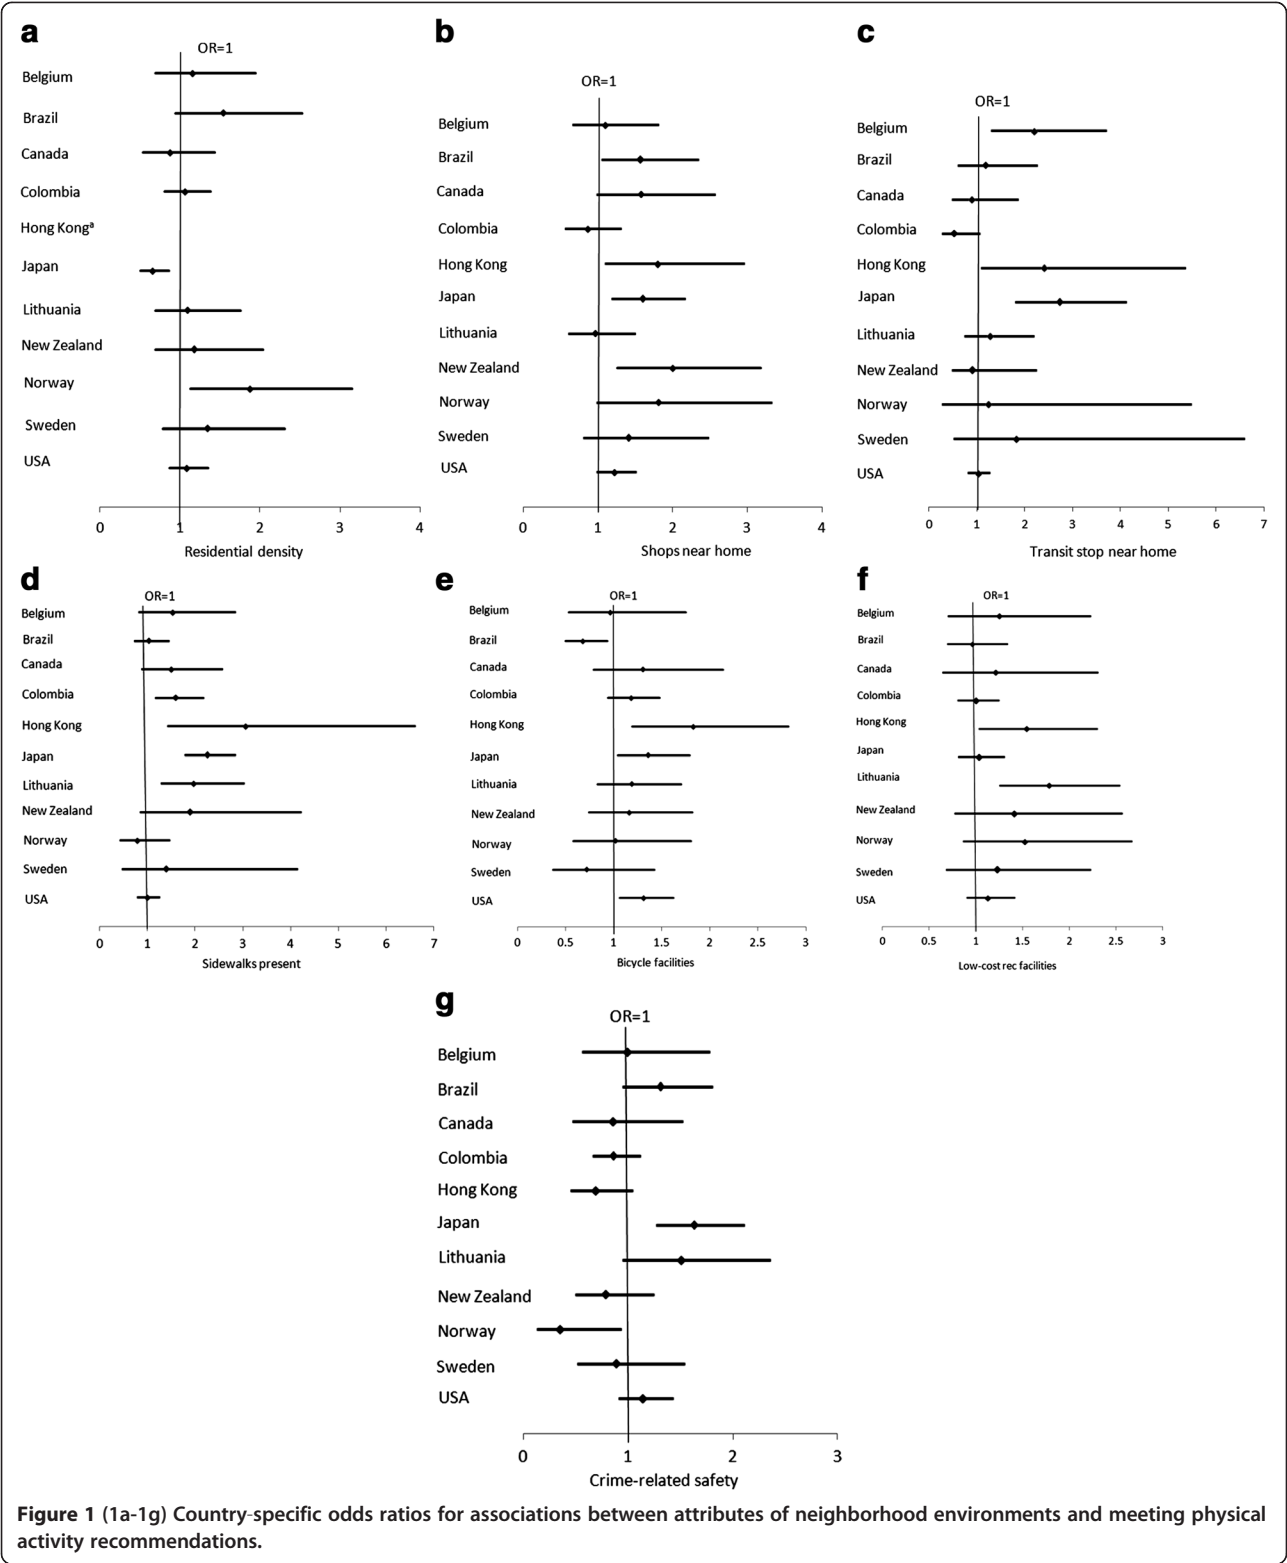 a
OR=1
Belgium
Brazil
Canada
Colombia
Hong Kongª
Japan
Lithuania
New Zealand
Norway
Sweden
USA
0 1 2 3 4
Residential density
b
OR=1
Belgium
Brazil
Canada
Colombia
Hong Kong
Japan
Lithuania
New Zealand
Norway
Sweden
USA
0 1 2 3 4
Shops near home
c
OR=1
Belgium
Brazil
Canada
Colombia
Hong Kong
Japan
Lithuania
New Zealand
Norway
Sweden
USA
0 1 2 3 4 5 6 7
Transit stop near home
d
OR=1
Belgium
Brazil
Canada
Colombia
Hong Kong
Japan
Lithuania
New Zealand
Norway
Sweden
USA
0 1 2 3 4 5 6 7
Sidewalks present
e
OR=1
Belgium
Brazil
Canada
Colombia
Hong Kong
Japan
Lithuania
New Zealand
Norway
Sweden
USA
0 0.5 1 1.5 2 2.5 3
Bicycle facilities
f
OR=1
Belgium
Brazil
Canada
Colombia
Hong Kong
Japan
Lithuania
New Zealand
Norway
Sweden
USA
0 0.5 1 1.5 2 2.5 3
Low-cost rec facilities
g
OR=1
Belgium
Brazil
Canada
Colombia
Hong Kong
Japan
Lithuania
New Zealand
Norway
Sweden
USA
0 1 2 3
Crime-related safety
Figure 1 (1a-1g) Country-specific odds ratios for associations between attributes of neighborhood environments and meeting physical
activity recommendations.